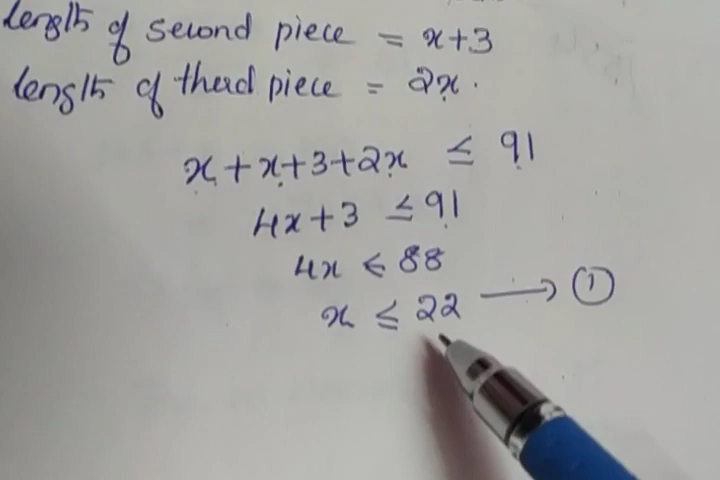 length of second piece = x+3
length of third piece = 2x.
x + x + 3 + 2x ≤ 91
4x + 3 ≤ 91
4x ≤ 88
x ≤ 22 → ①